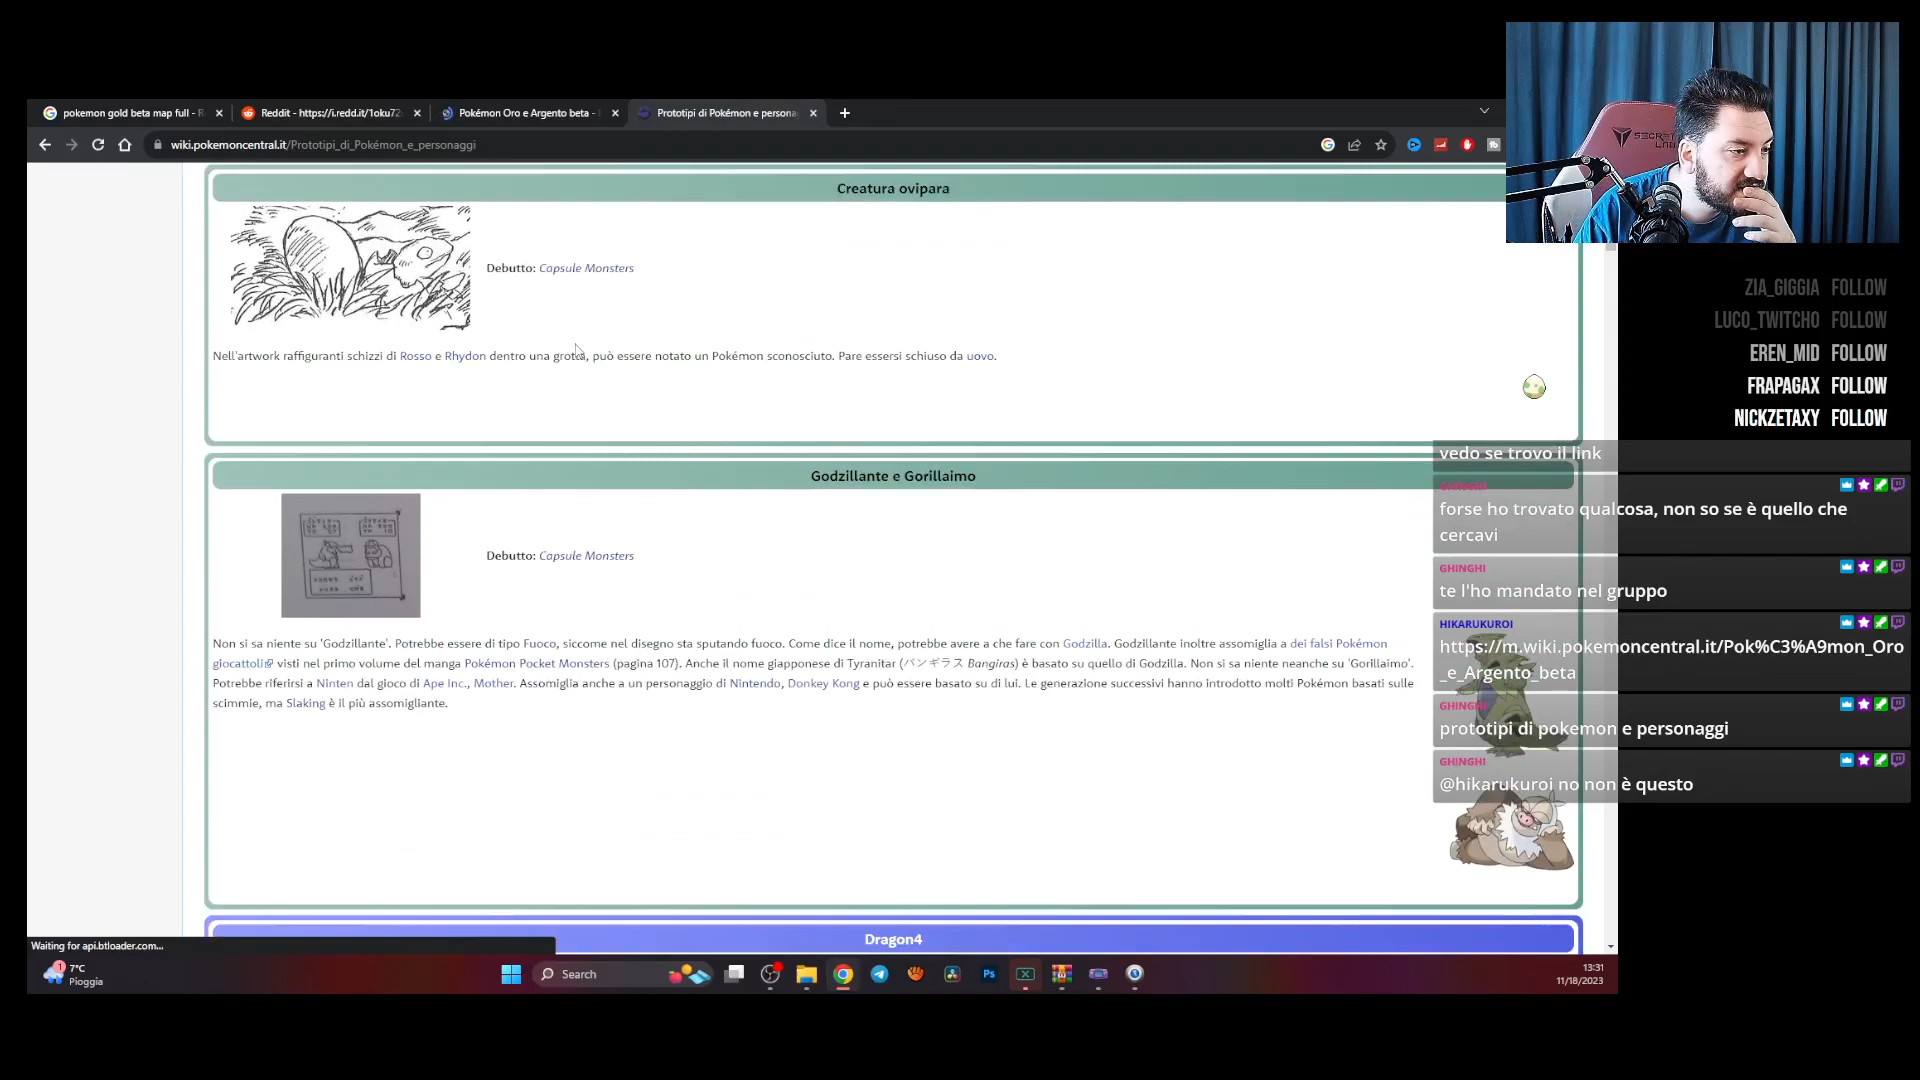 pokemon gold beta map full - R
Reddit - https://i.redd.it/1oku72
Pokémon Oro e Argento beta -
Prototipi di Pokémon e persona
wiki.pokemoncentral.it/Prototipi_di_Pokémon_e_personaggi
Creatura ovipara
Debutto: Capsule Monsters
Nell'artwork raffiguranti schizzi di Rosso e Rhydon dentro una grotta, può essere notato un Pokémon sconosciuto. Pare essersi schiuso da uovo.
Godzillante e Gorillaimo
Debutto: Capsule Monsters
Non si sa niente su 'Godzillante'. Potrebbe essere di tipo Fuoco, siccome nel disegno sta sputando fuoco. Come dice il nome, potrebbe avere a che fare con Godzilla. Godzillante inoltre assomiglia a dei falsi Pokémon
giocattoli visti nel primo volume del manga Pokémon Pocket Monsters (pagina 107). Anche il nome giapponese di Tyranitar (バンギラス Bangiras) è basato su quello di Godzilla. Non si sa niente neanche su 'Gorillaimo'.
Potrebbe riferirsi a Ninten dal gioco di Ape Inc., Mother. Assomiglia anche a un personaggio di Nintendo, Donkey Kong e può essere basato su di lui. Le generazione successivi hanno introdotto molti Pokémon basati sulle
scimmie, ma Slaking è il più assomigliante.
Dragon4
Waiting for api.btloader.com...
1
7°C
Pioggia
Search
Ps
13:31
11/18/2023
SECRET
LAB
ZIA_GIGGIA FOLLOW
LUCO_TWITCHO FOLLOW
EREN_MID FOLLOW
FRAPAGAX FOLLOW
NICKZETAXY FOLLOW
vedo se trovo il link
GHINGHI
forse ho trovato qualcosa, non so se è quello che
cercavi
GHINGHI
te l'ho mandato nel gruppo
HIKARUKUROI
https://m.wiki.pokemoncentral.it/Pok%C3%A9mon_Oro
_e_Argento_beta
GHINGHI
prototipi di pokemon e personaggi
GHINGHI
@hikarukuroi no non è questo